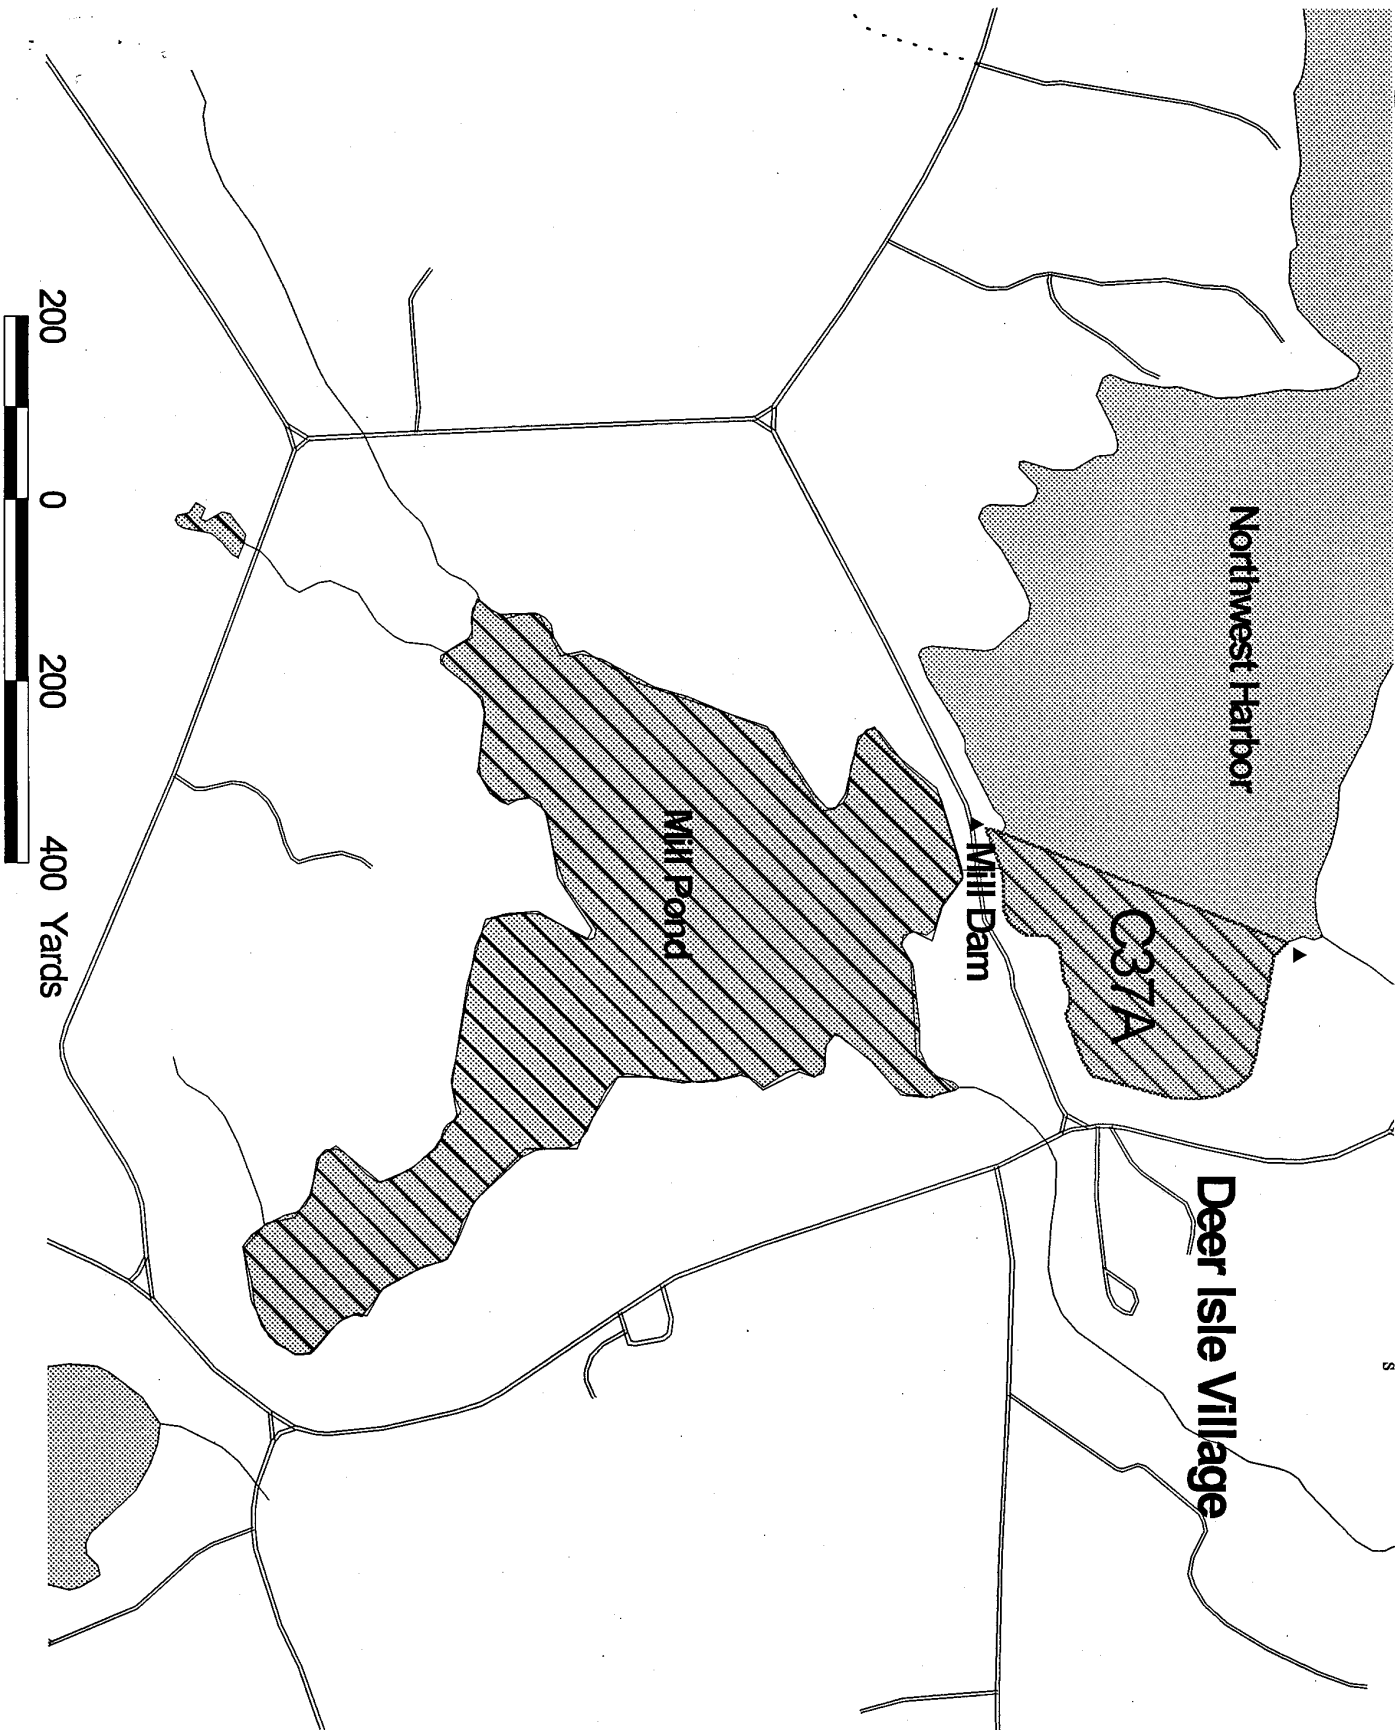 Northwest Harbor
C37A
Mill Dam
Mill Pond
Deer Isle Village
s
200 0 200 400 Yards